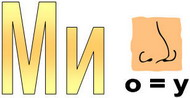 Ми
о = у